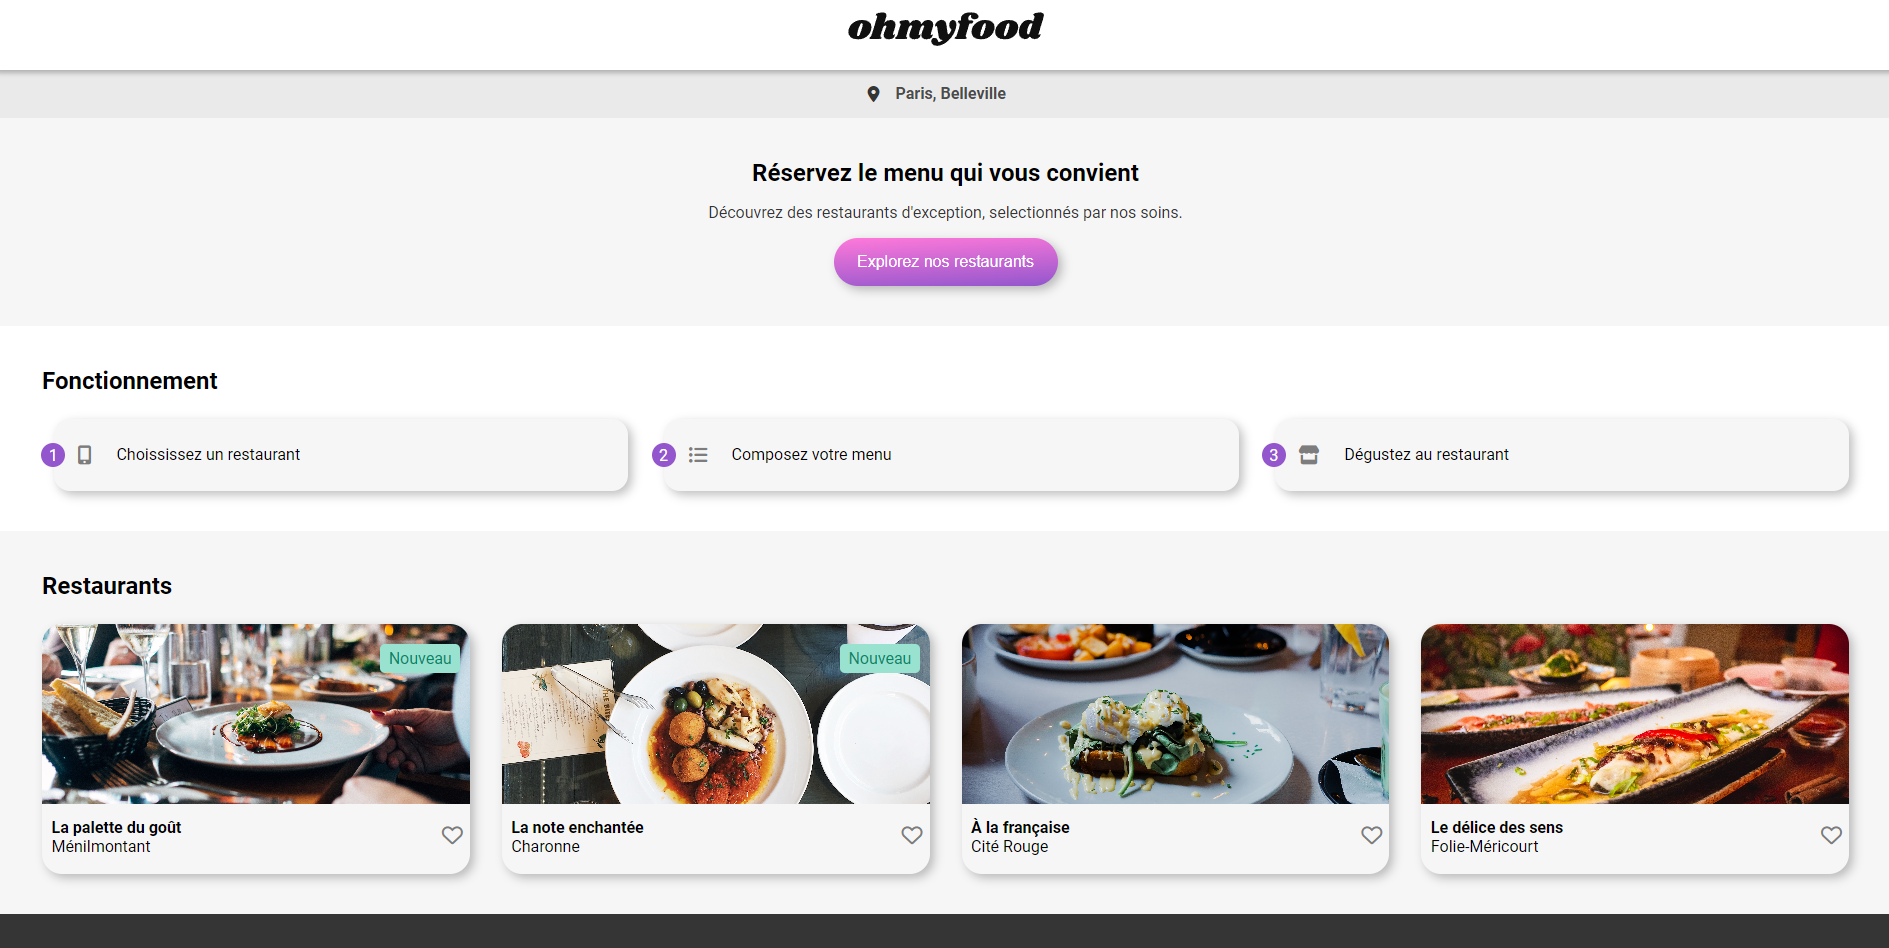 ohmyfood
Paris, Belleville
Réservez le menu qui vous convient
Découvrez des restaurants d'exception, selectionnés par nos soins.
Explorez nos restaurants
Fonctionnement
1 Choississez un restaurant
2 Composez votre menu
3 Dégustez au restaurant
Restaurants
Nouveau
Nouveau
La palette du goût
Ménilmontant
La note enchantée
Charonne
À la française
Cité Rouge
Le délice des sens
Folie-Méricourt